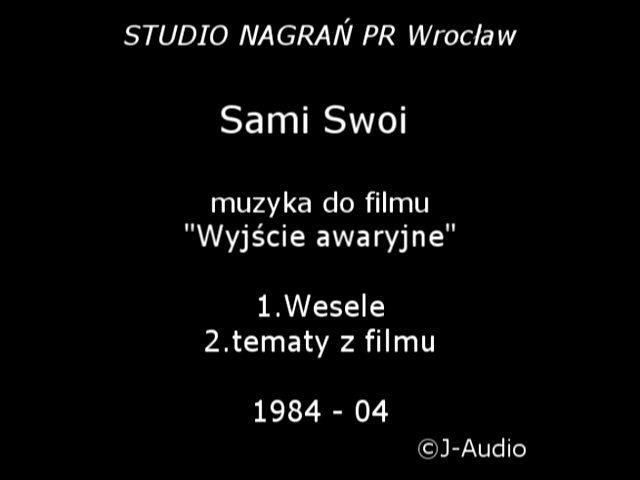 STUDIO NAGRAŃ PR Wrocław
Sami Swoi
muzyka do filmu
"Wyjście awaryjne"
1.Wesele
2.tematy z filmu
1984 - 04
©J-Audio